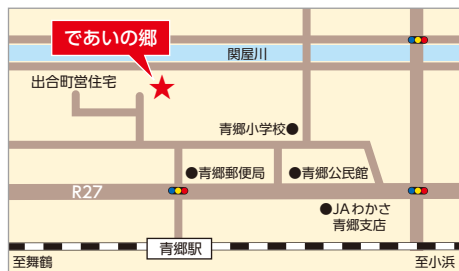 であいの郷
関屋川
出合町営住宅
青郷小学校
青郷郵便局
青郷公民館
R27
JAわかさ
青郷支店
青郷駅
至舞鶴
至小浜